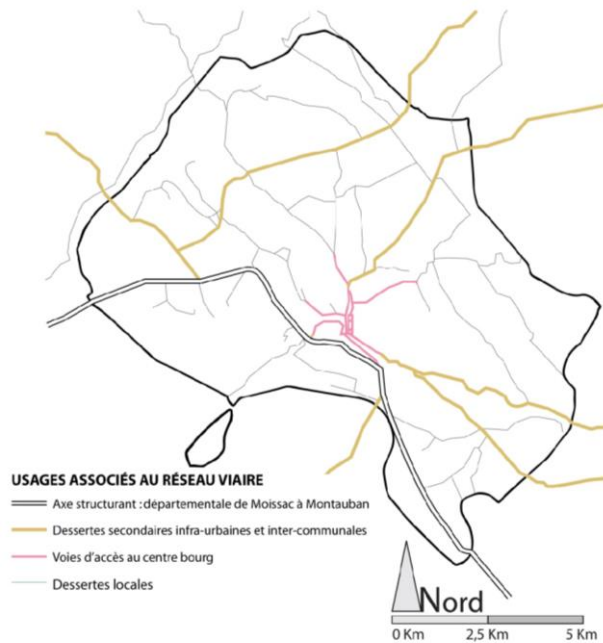 USAGES ASSOCIÉS AU RÉSEAU VIAIRE
Axe structurant : départementale de Moissac à Montauban
Dessertes secondaires infra-urbaines et inter-communales
Voies d'accès au centre bourg
Dessertes locales
Nord
0 Km 2,5 Km 5 Km